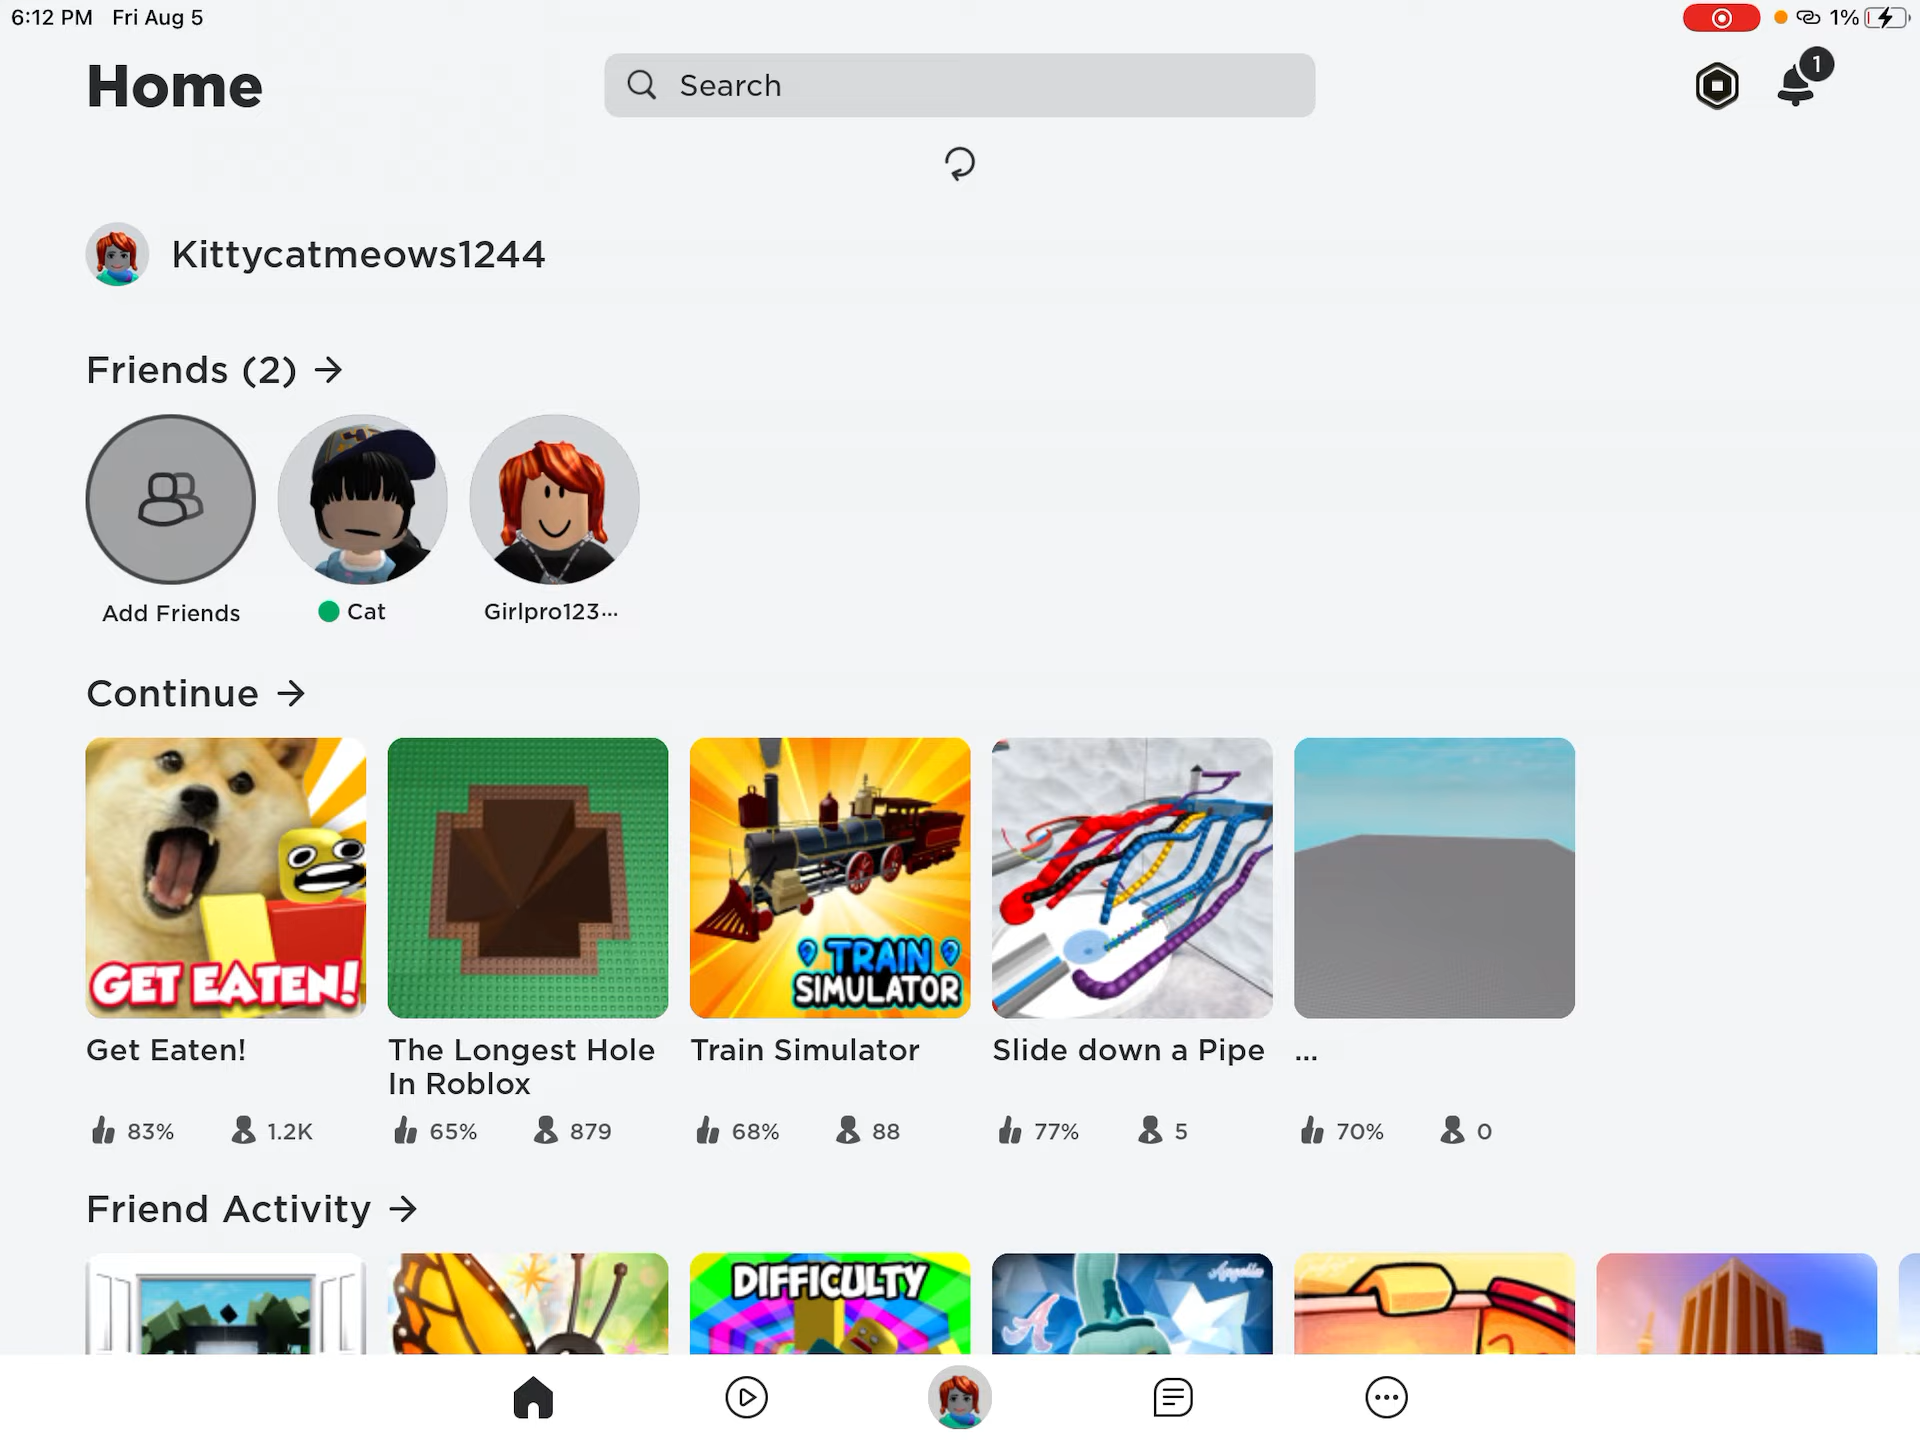 6:12 PM Fri Aug 5
1%
Home
Search
1
Kittycatmeows1244
Friends (2)
Add Friends
Cat
Girlpro123...
Continue
GET EATEN!
TRAIN
SIMULATOR
Get Eaten!
The Longest Hole
In Roblox
Train Simulator
Slide down a Pipe
...
83% 1.2K
65% 879
68% 88
77% 5
70% 0
Friend Activity
DIFFICULTY
Angella